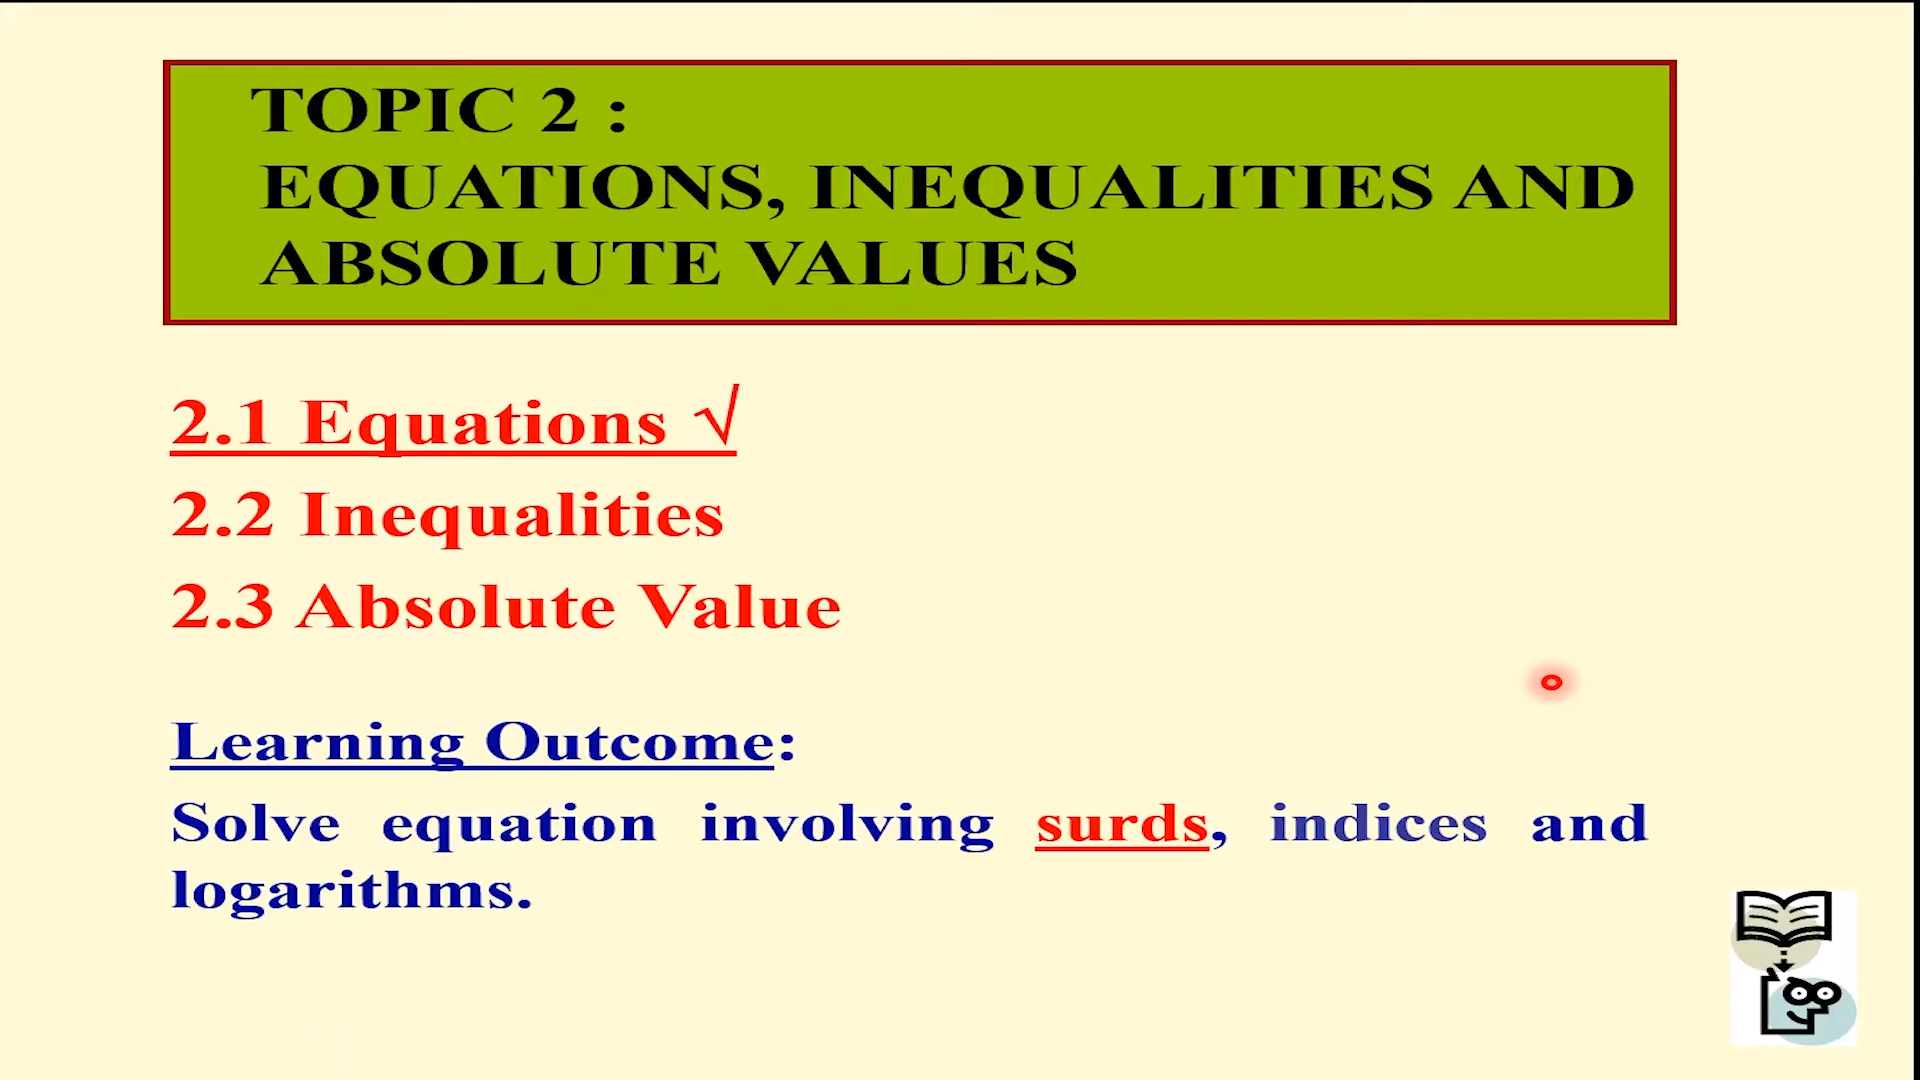 TOPIC 2 :
EQUATIONS, INEQUALITIES AND
ABSOLUTE VALUES
2.1 Equations √
2.2 Inequalities
2.3 Absolute Value
Learning Outcome:
Solve equation involving surds, indices and
logarithms.